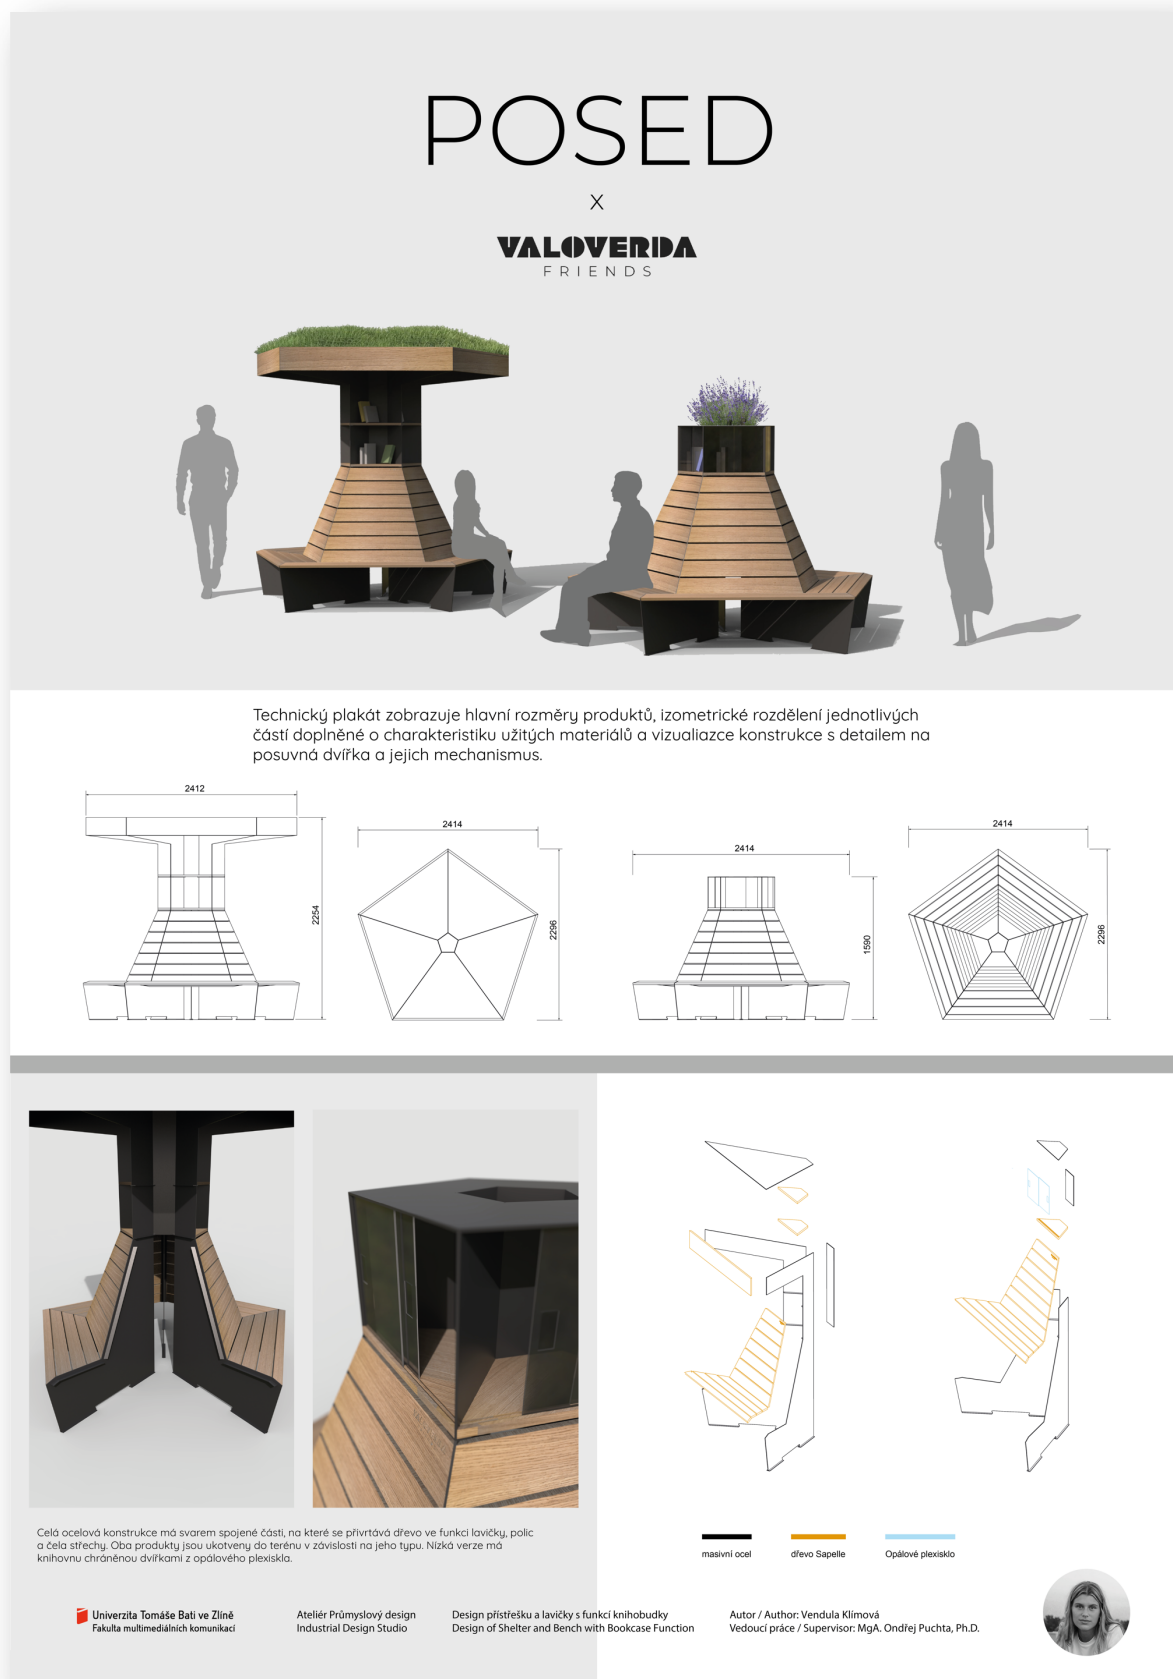 POSED
X
VALOVERDA
FRIENDS
Technický plakát zobrazuje hlavní rozměry produktů, izometrické rozdělení jednotlivých
částí doplněné o charakteristiku užitých materiálů a vizualiazce konstrukce s detailem na
posuvná dvířka a jejich mechanismus.
2412
2254
2414
2296
2414
1590
2414
2296
Celá ocelová konstrukce má svarem spojené části, na které se přivrtává dřevo ve funkci lavičky, polic
a čela střechy. Oba produkty jsou ukotveny do terénu v závislosti na jeho typu. Nízká verze má
knihovnu chráněnou dvířkami z opálového plexiskla.
masivní ocel
dřevo Sapelle
Opálové plexisklo
Univerzita Tomáše Bati ve Zlíně
Fakulta multimediálních komunikací
Ateliér Průmyslový design
Industrial Design Studio
Design přístřešku a lavičky s funkcí knihobudky
Design of Shelter and Bench with Bookcase Function
Autor / Author: Vendula Klímová
Vedoucí práce / Supervisor: MgA. Ondřej Puchta, Ph.D.